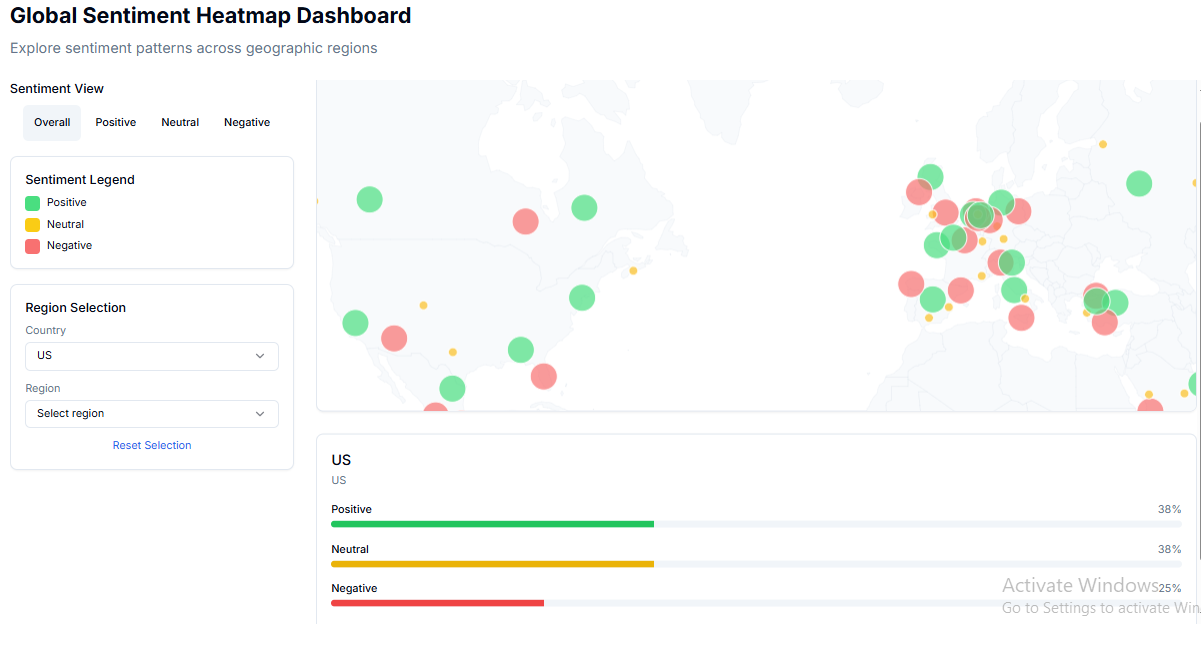 Global Sentiment Heatmap Dashboard
Explore sentiment patterns across geographic regions
Sentiment View
Overall Positive Neutral Negative
Sentiment Legend
Positive
Neutral
Negative
Region Selection
Country
US
Region
Select region
Reset Selection
US
US
Positive 38%
Neutral 38%
Negative 25%
Activate Windows
Go to Settings to activate Win